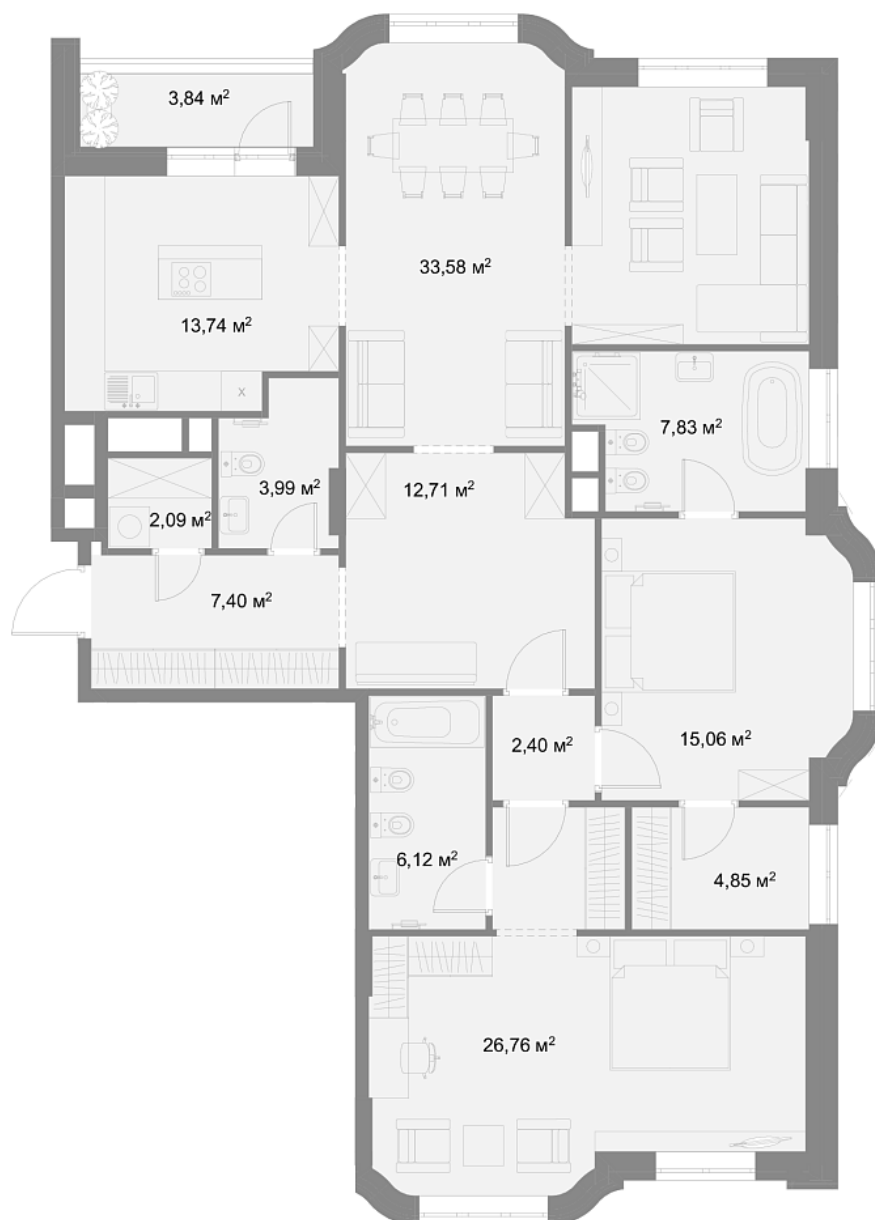 3,84 м²
33,58 м²
13,74 м²
7,83 м²
3,99 м²
12,71 м²
2,09 м²
7,40 м²
15,06 м²
2,40 м²
6,12 м²
4,85 м²
26,76 м²